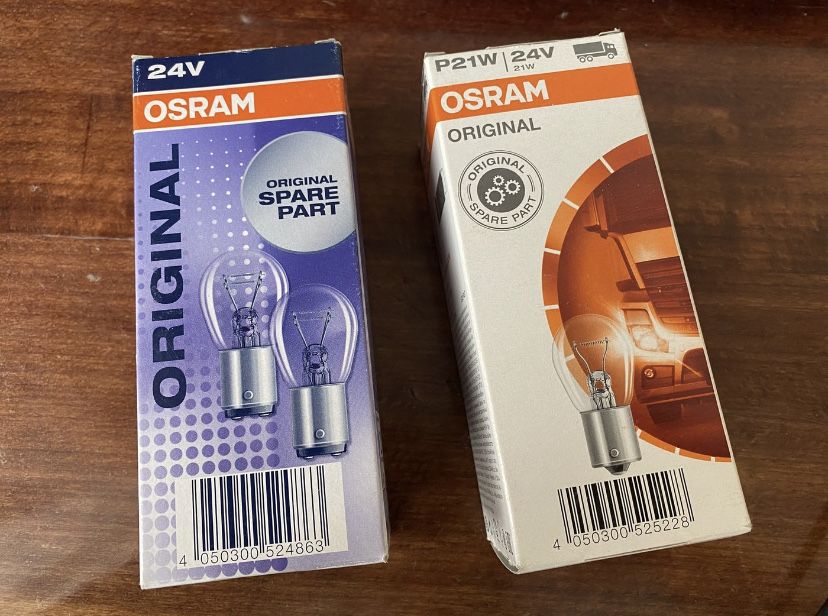 24V
OSRAM
ORIGINAL
ORIGINAL
SPARE
PART
4 050300 524863
P21W 24V
21W
OSRAM
ORIGINAL
ORIGINAL
SPARE PART
4 050300 525228